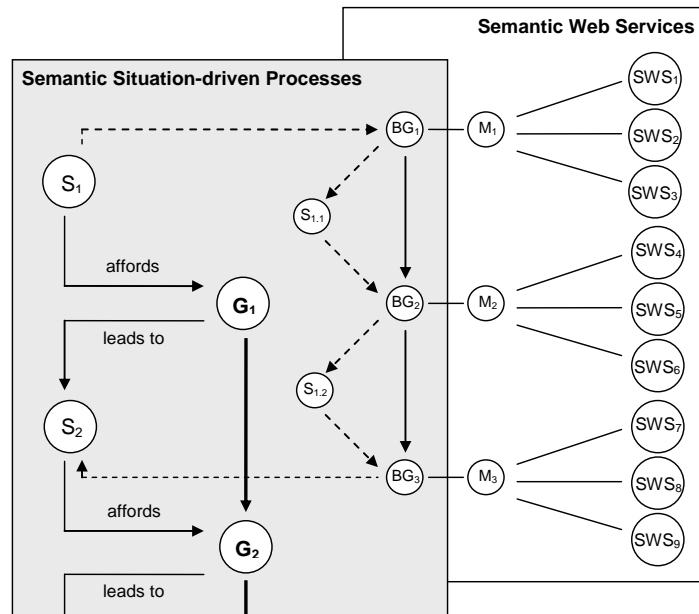 Semantic Web Services
Semantic Situation-driven Processes
SWS₁
BG₁
M₁
SWS₂
S₁
SWS₃
S₁.₁
SWS₄
affords
G₁
BG₂
M₂
SWS₅
leads to
SWS₆
S₁.₂
S₂
SWS₇
BG₃
M₃
SWS₈
affords
SWS₉
G₂
leads to